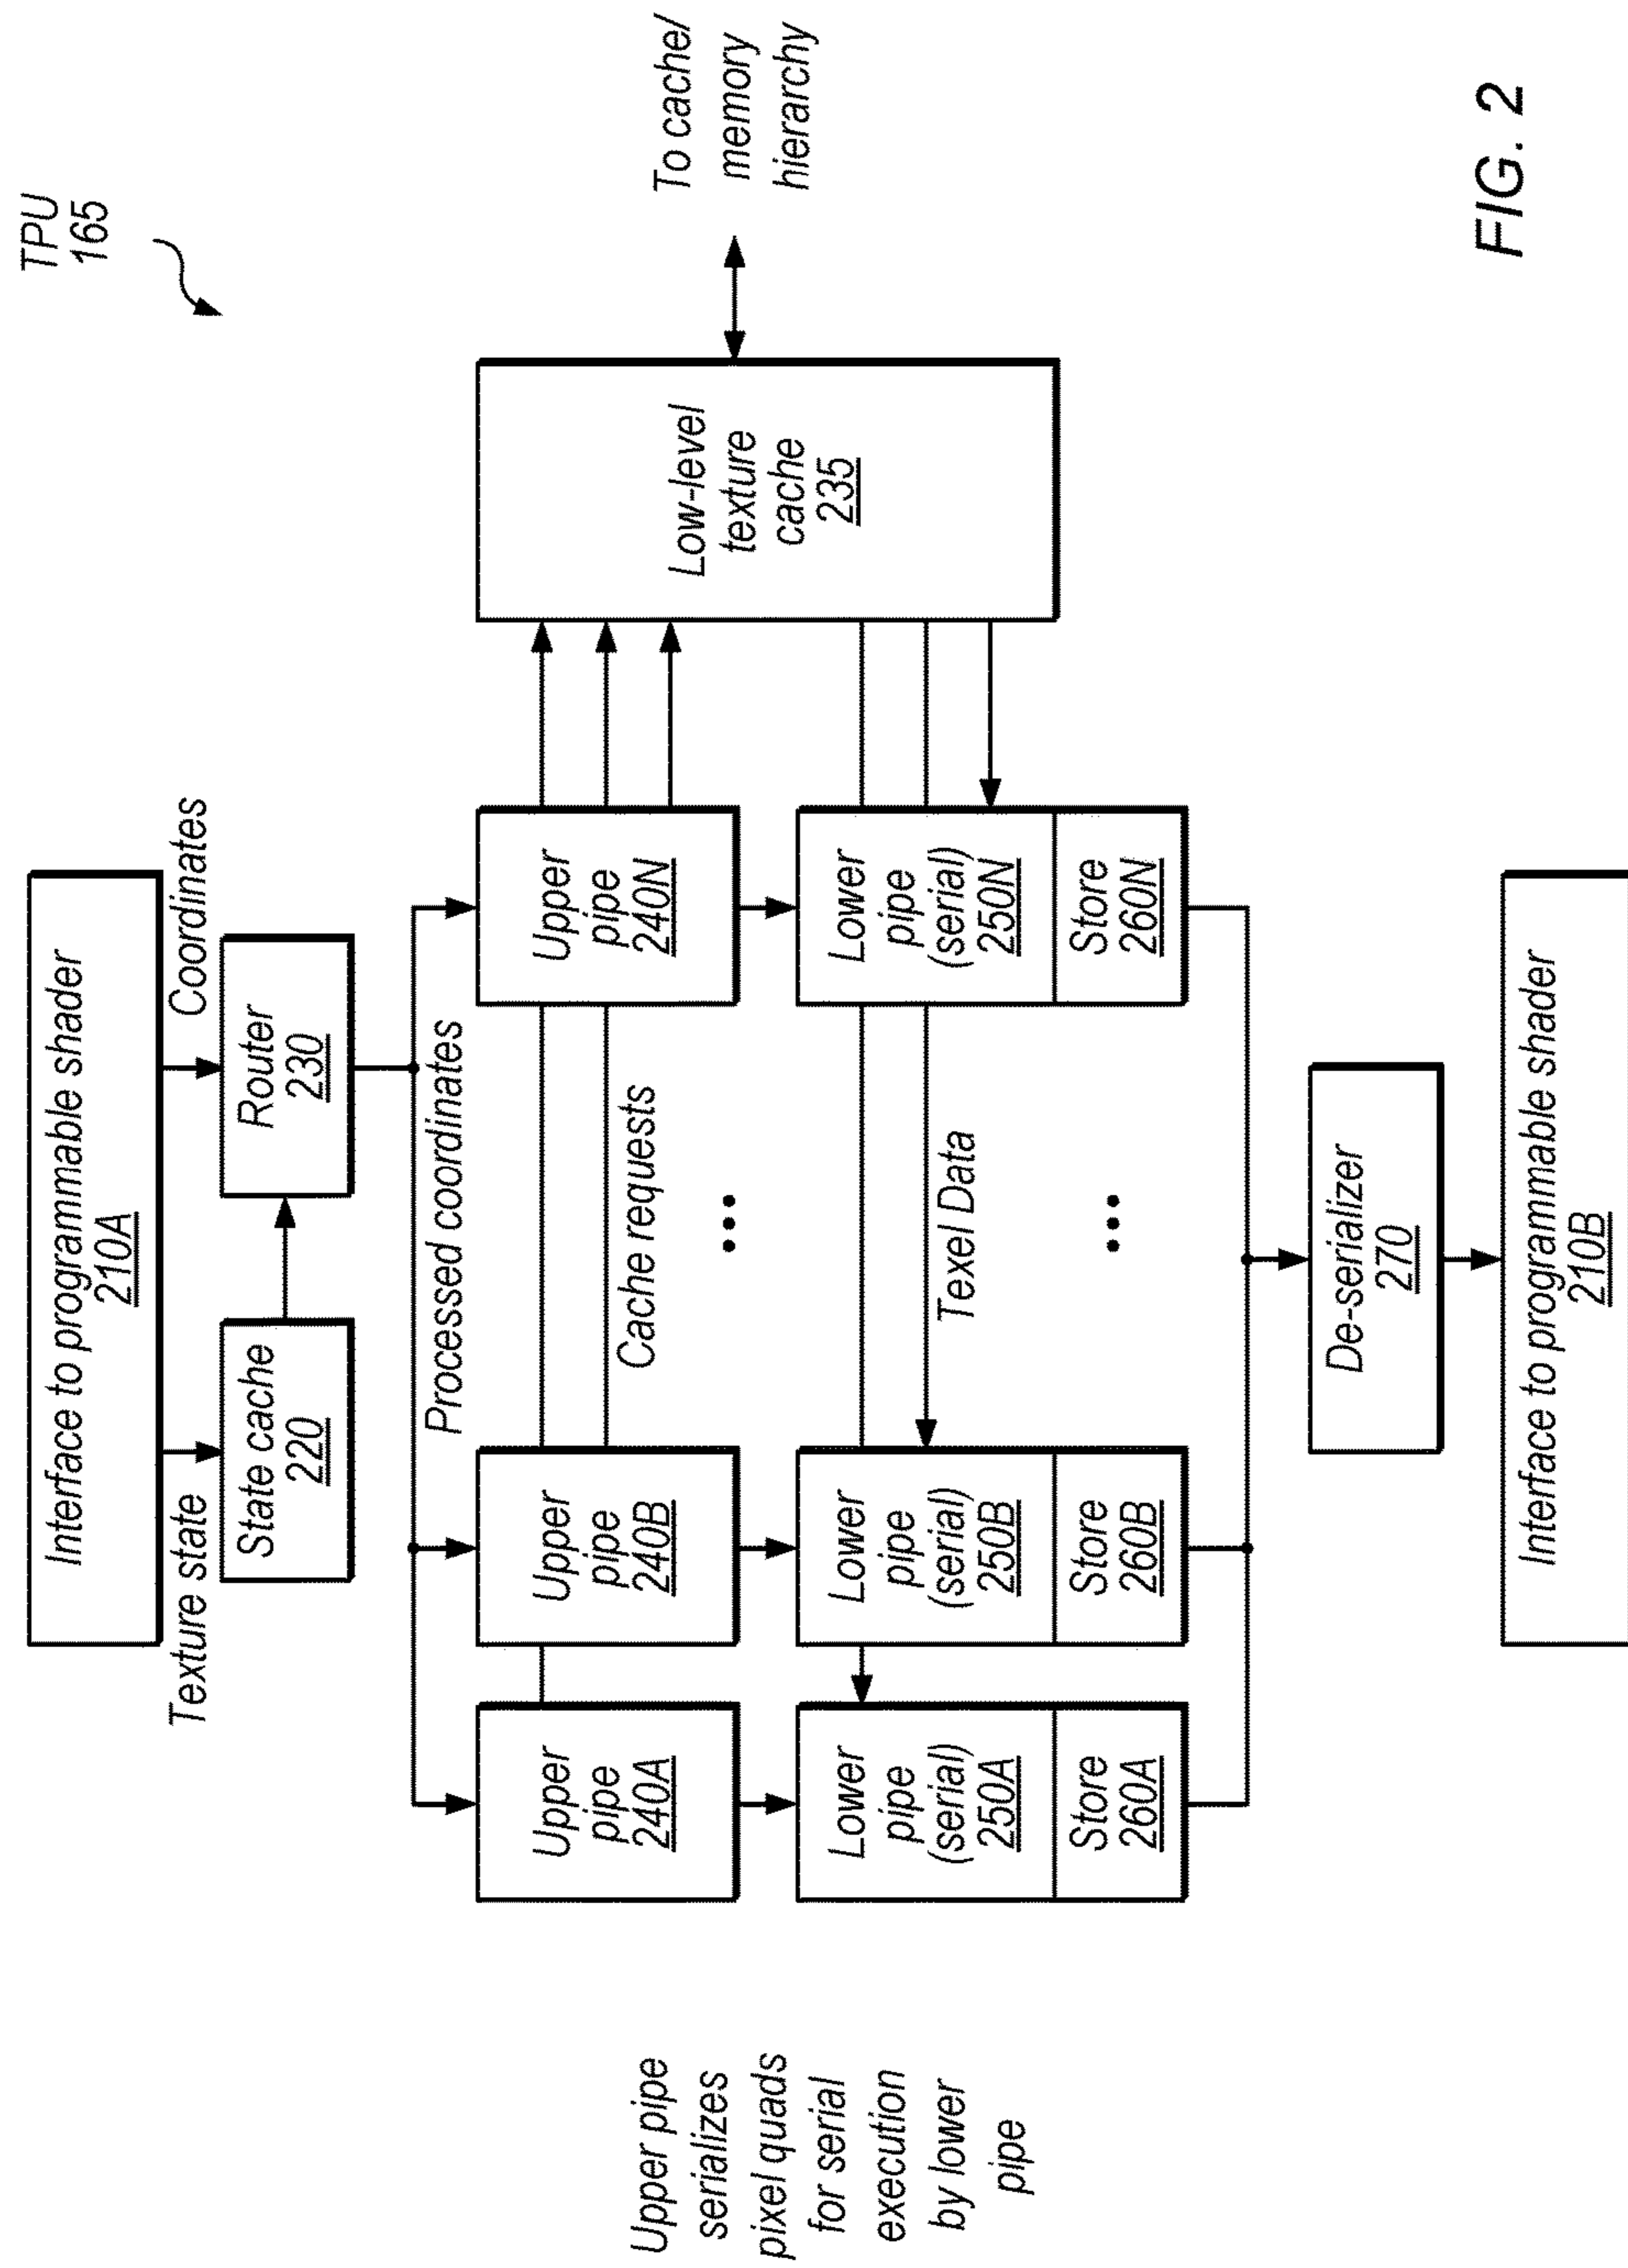 TPU
165
Interface to programmable shader
210A
Texture state
Coordinates
State cache
220
Router
230
Processed coordinates
Upper pipe
serializes
pixel quads
for serial
execution
by lower
pipe
Upper
pipe
240A
Upper
pipe
240B
Cache requests
•••
Upper
pipe
240N
Low-level
texture
cache
235
To cache/
memory
hierarchy
Lower
pipe
(serial)
250A
Store
260A
Lower
pipe
(serial)
250B
Store
260B
Texel Data
•••
Lower
pipe
(serial)
250N
Store
260N
De-serializer
270
Interface to programmable shader
210B
FIG. 2